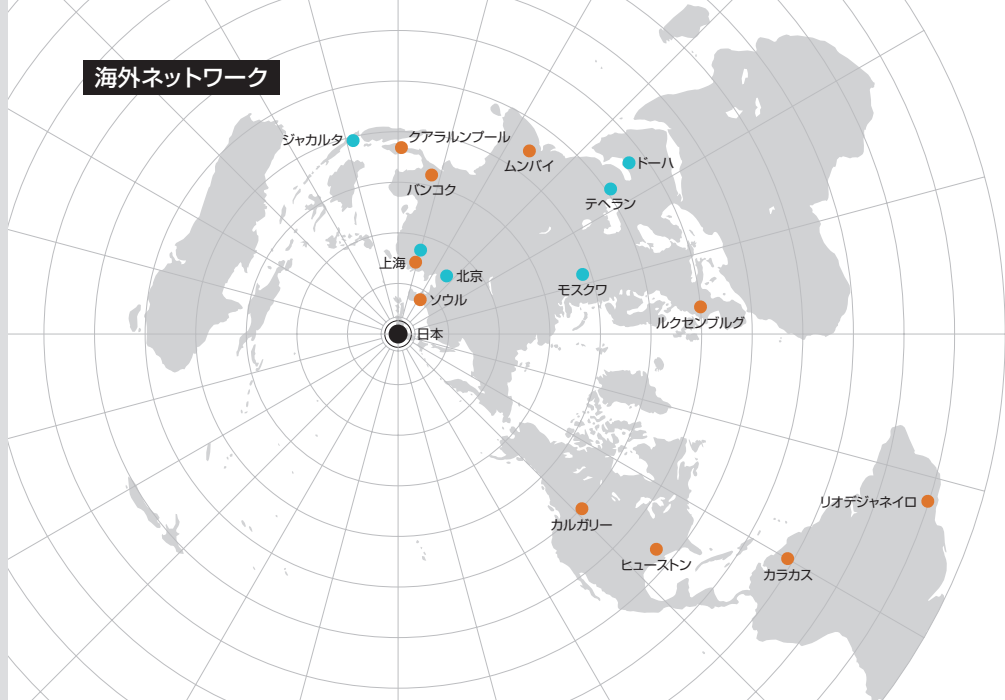 海外ネットワーク
ジャカルタ
クアラルンプール
ムンバイ
ドーハ
バンコク
テヘラン
上海
北京
モスクワ
ソウル
ルクセンブルグ
日本
リオデジャネイロ
カルガリー
ヒューストン
カラカス